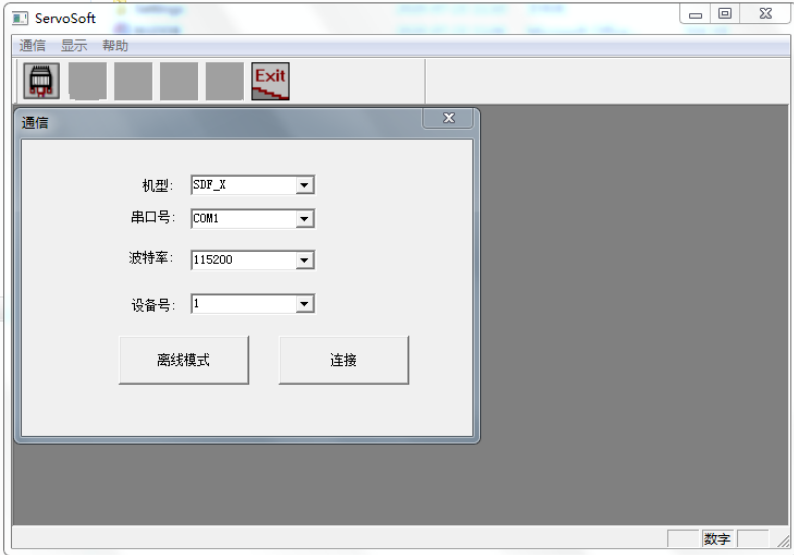 ServoSoft
通信 显示 帮助
Exit
通信
机型: SDF_X
串口号: COM1
波特率: 115200
设备号: 1
离线模式 连接
数字